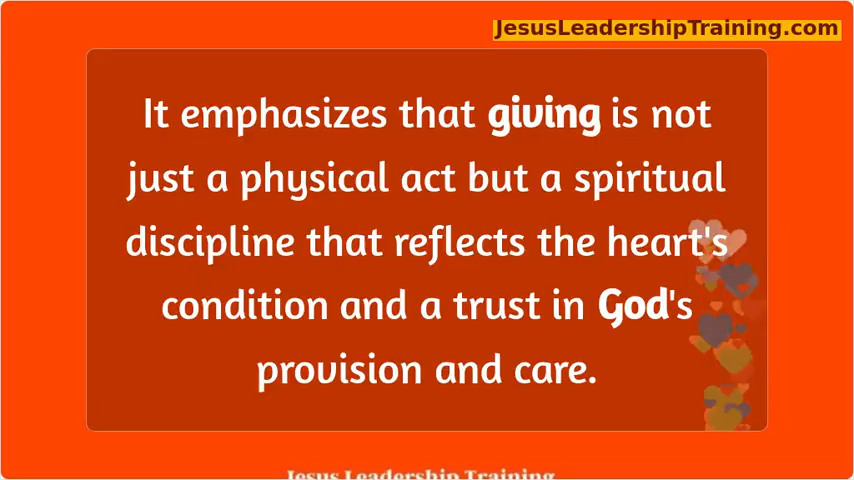 JesusLeadershipTraining.com
It emphasizes that giving is not
just a physical act but a spiritual
discipline that reflects the heart's
condition and a trust in God's
provision and care.
Jesus Leadership Training